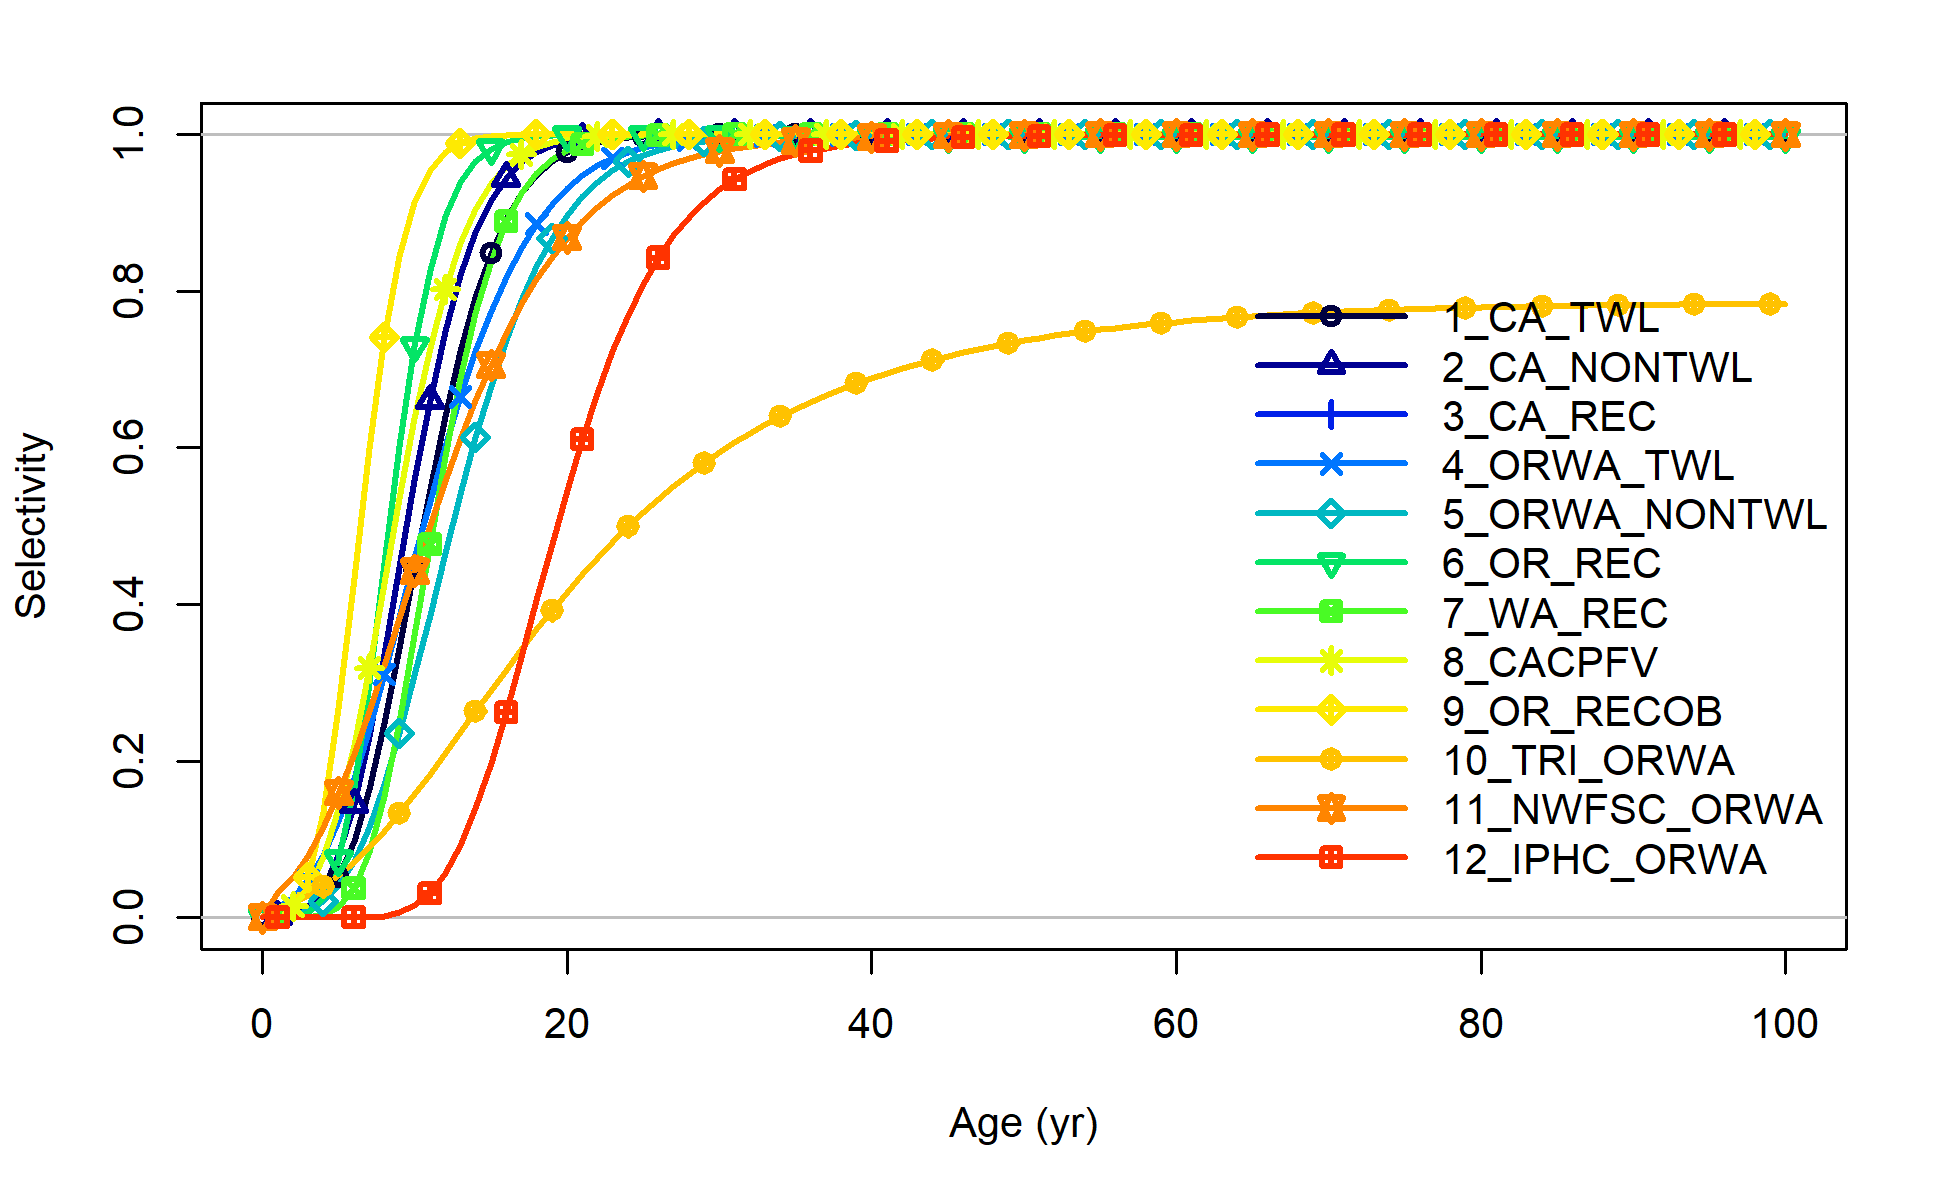 Selectivity
1.0
0.8
0.6
0.4
0.2
0.0
1_CA_TWL
2_CA_NONTWL
3_CA_REC
4_ORWA_TWL
5_ORWA_NONTWL
6_OR_REC
7_WA_REC
8_CACPFV
9_OR_RECOB
10_TRI_ORWA
11_NWFSC_ORWA
12_IPHC_ORWA
0 20 40 60 80 100
Age (yr)